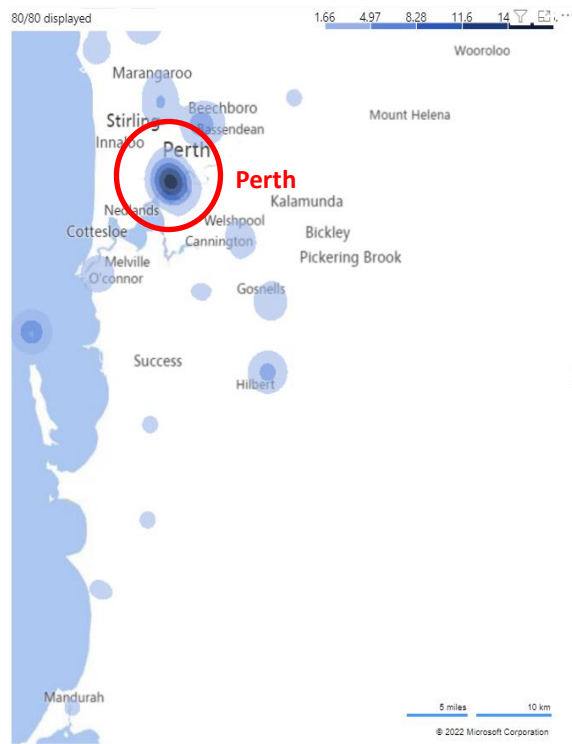 80/80 displayed
1.66 4.97 8.28 11.6 14
Wooroloo
Marangaroo
Beechboro
Mount Helena
Stirling
Bassendean
Innaloo
Perth
Perth
Kalamunda
Nedlands
Welshpool
Cottesloe
Bickley
Cannington
Pickering Brook
Melville
O'connor
Gosnells
Success
Hilbert
Mandurah
5 miles 10 km
© 2022 Microsoft Corporation